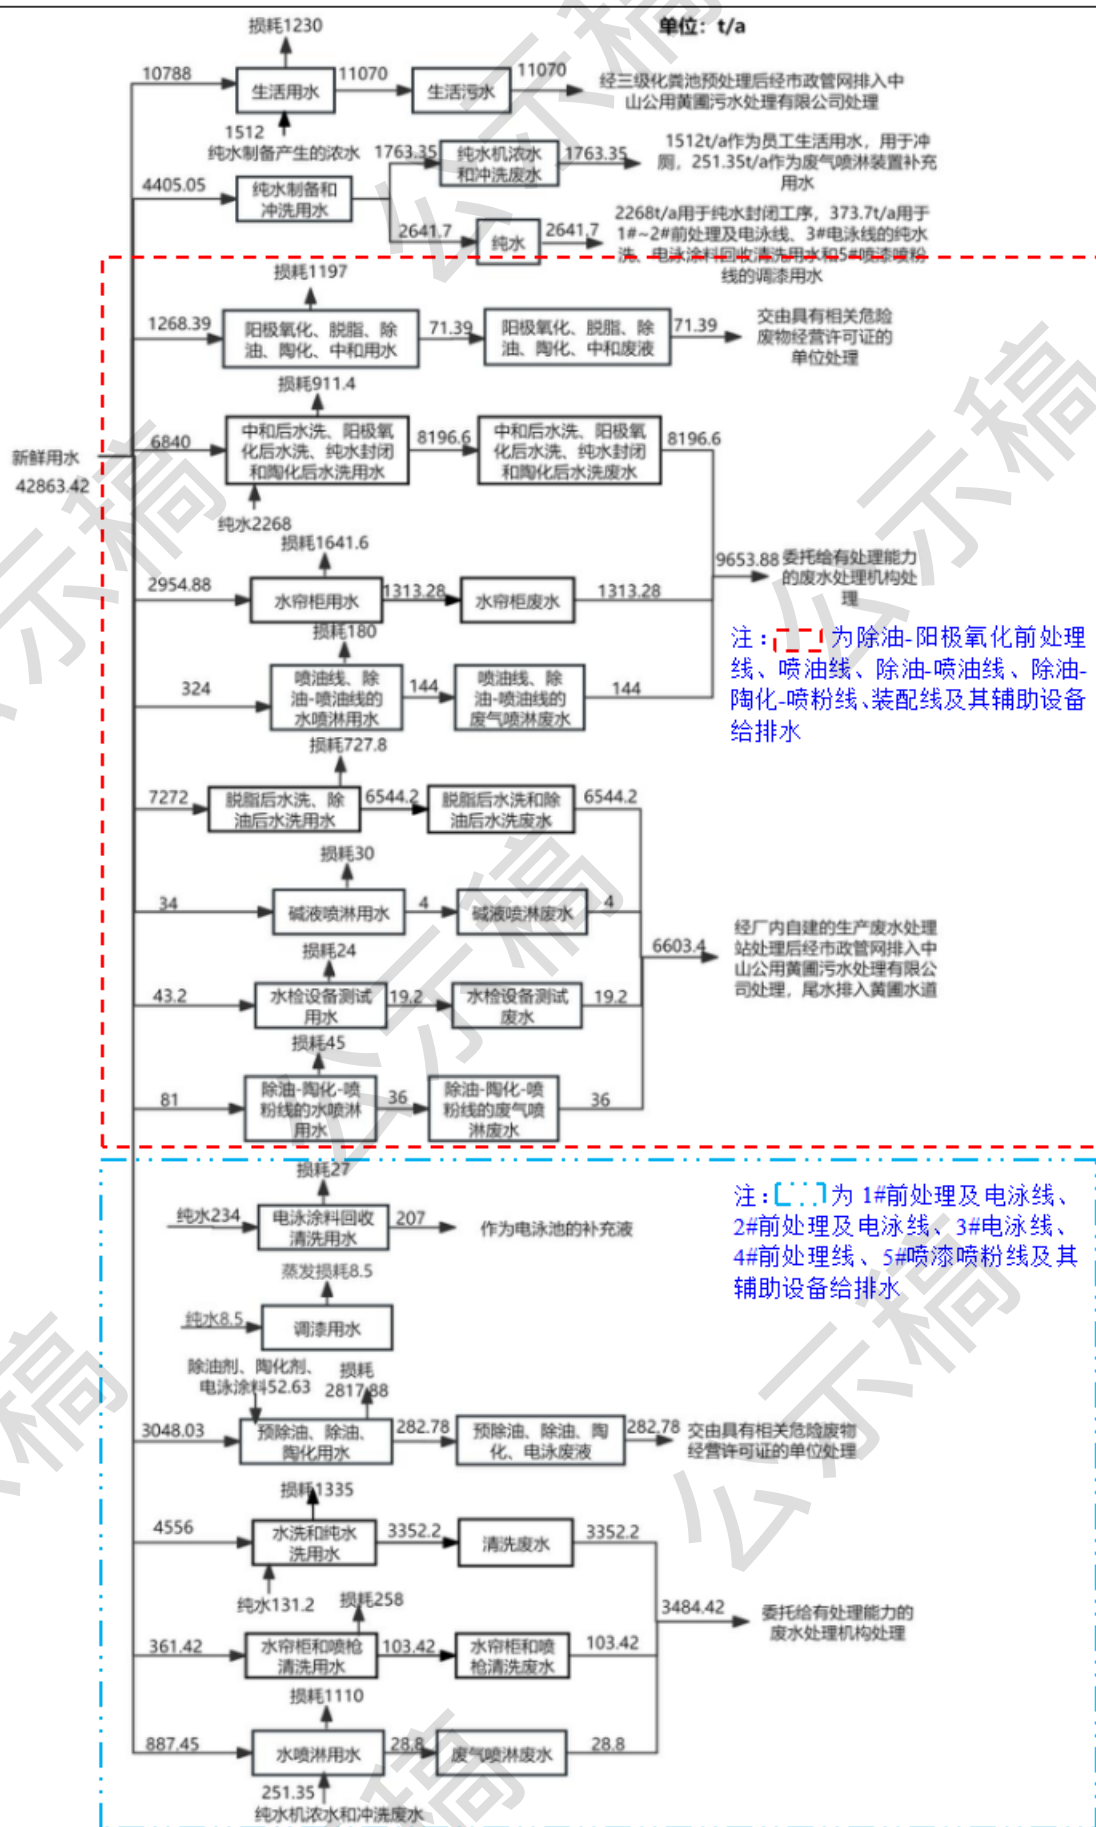 单位：t/a
损耗1230
10788
生活用水
11070
生活污水
11070
经三级化粪池预处理后经市政管网排入中
山公用黄圃污水处理有限公司处理
1512
纯水制备产生的浓水
1763.35
纯水机浓水
和冲洗废水
1763.35
1512t/a作为员工生活用水，用于冲
厕，251.35t/a作为废气喷淋装置补充
用水
4405.05
纯水制备和
冲洗用水
2641.7
纯水
2641.7
2268t/a用于纯水封闭工序，373.7t/a用于
1#~2#前处理及电泳线、3#电泳线的纯水
洗、电泳涂料回收清洗用水和5#喷漆喷粉
线的调漆用水
损耗1197
1268.39
阳极氧化、脱脂、除
油、陶化、中和用水
71.39
阳极氧化、脱脂、除
油、陶化、中和废液
71.39
交由具有相关危险
废物经营许可证的
单位处理
损耗911.4
新鲜用水
42863.42
6840
中和后水洗、阳极氧
化后水洗、纯水封闭
和陶化后水洗用水
8196.6
中和后水洗、阳极氧
化后水洗、纯水封闭
和陶化后水洗废水
8196.6
纯水2268
损耗1641.6
2954.88
水帘柜用水
1313.28
水帘柜废水
1313.28
9653.88
委托给有处理能力
的废水处理机构处
理
损耗180
324
喷油线、除
油-喷油线的
水喷淋用水
144
喷油线、除
油-喷油线的
废气喷淋废水
144
注：为除油-阳极氧化前处理
线、喷油线、除油-喷油线、除油-
陶化-喷粉线、装配线及其辅助设备
给排水
损耗727.8
7272
脱脂后水洗、除
油后水洗用水
6544.2
脱脂后水洗和除
油后水洗废水
6544.2
损耗30
34
碱液喷淋用水
4
碱液喷淋废水
4
6603.4
经厂内自建的生产废水处理
站处理后经市政管网排入中
山公用黄圃污水处理有限公
司处理，尾水排入黄圃水道
损耗24
43.2
水检设备测试
用水
19.2
水检设备测试
废水
19.2
损耗45
81
除油-陶化-喷
粉线的水喷淋
用水
36
除油-陶化-喷
粉线的废气喷
淋废水
36
损耗27
纯水234
电泳涂料回收
清洗用水
207
作为电泳池的补充液
注：为 1#前处理及电泳线、
2#前处理及电泳线、3#电泳线、
4#前处理线、5#喷漆喷粉线及其
辅助设备给排水
蒸发损耗8.5
纯水8.5
调漆用水
除油剂、陶化剂、
电泳涂料52.63
损耗
2817.88
3048.03
预除油、除油、
陶化用水
282.78
预除油、除油、陶
化、电泳废液
282.78
交由具有相关危险废物
经营许可证的单位处理
损耗1335
4556
水洗和纯水
洗用水
3352.2
清洗废水
3352.2
纯水131.2
损耗258
361.42
水帘柜和喷枪
清洗用水
103.42
水帘柜和喷
枪清洗废水
103.42
3484.42
委托给有处理能力的
废水处理机构处理
损耗1110
887.45
水喷淋用水
28.8
废气喷淋废水
28.8
251.35
纯水机浓水和冲洗废水
公示稿
公示稿
公示稿
公示稿
公示稿
示稿
稿